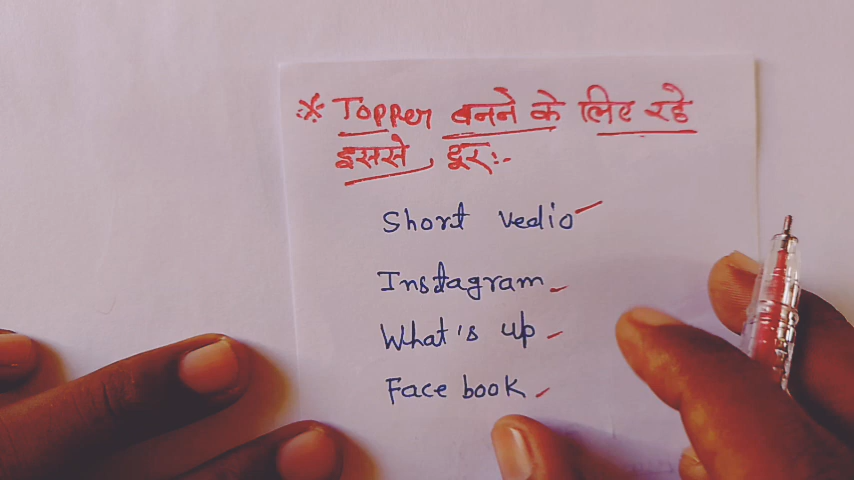 * Topper बनने के लिए रहे
इससे , दूर:-
Short vedio
Instagram
What's up
Face book